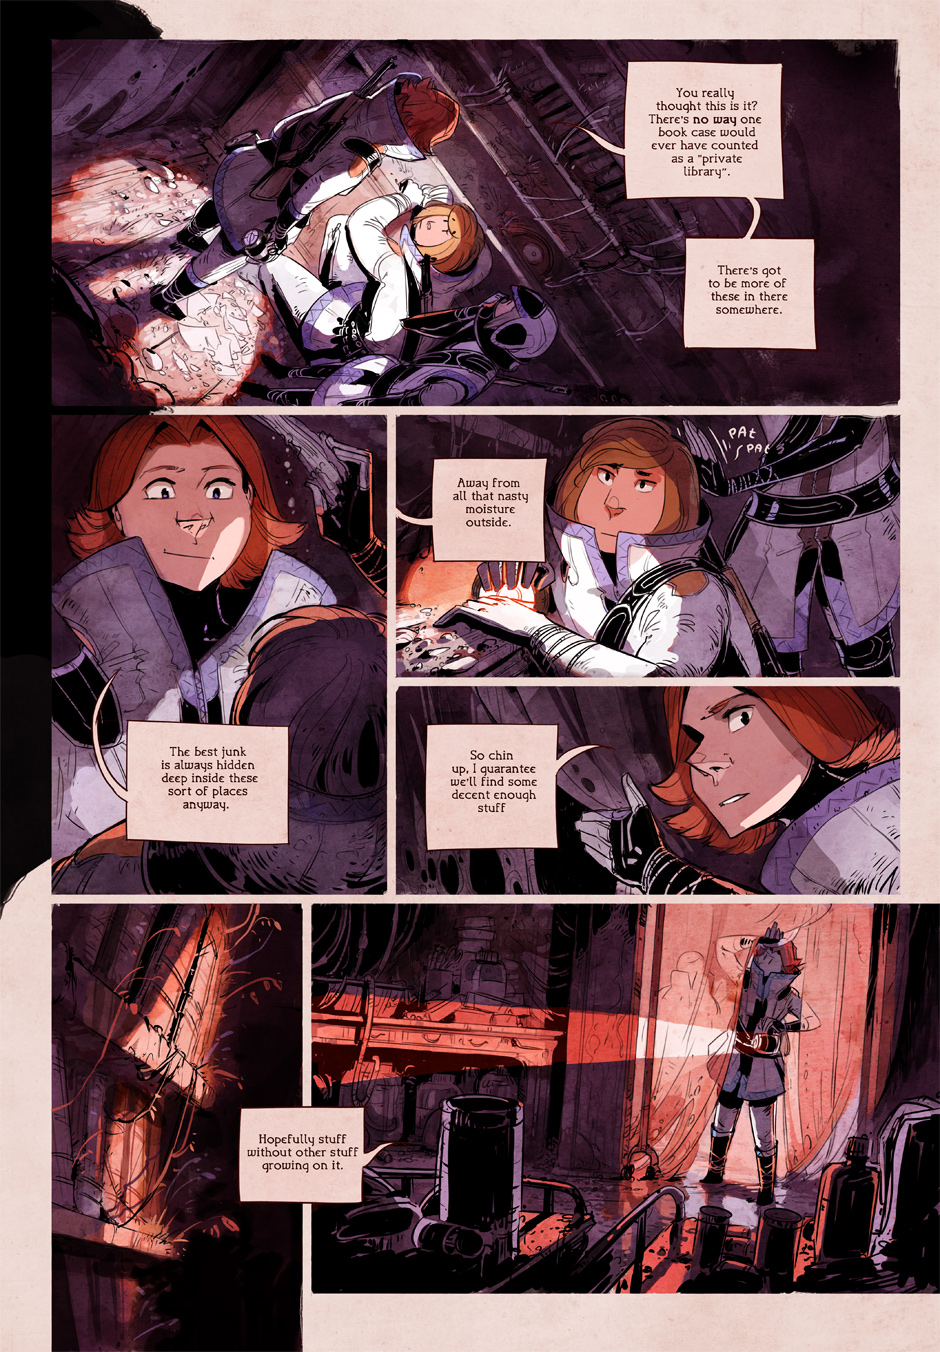 You really
thought this is it?
There's no way one
book case would
ever have counted
as a "private
library".
There's got
to be more of
these in there
somewhere.
The best junk
is always hidden
deep inside these
sort of places
anyway.
PAt
PAt
Away from
all that nasty
moisture
outside.
So chin
up, I guarantee
we'll find some
decent enough
stuff
Hopefully stuff
without other stuff
growing on it.